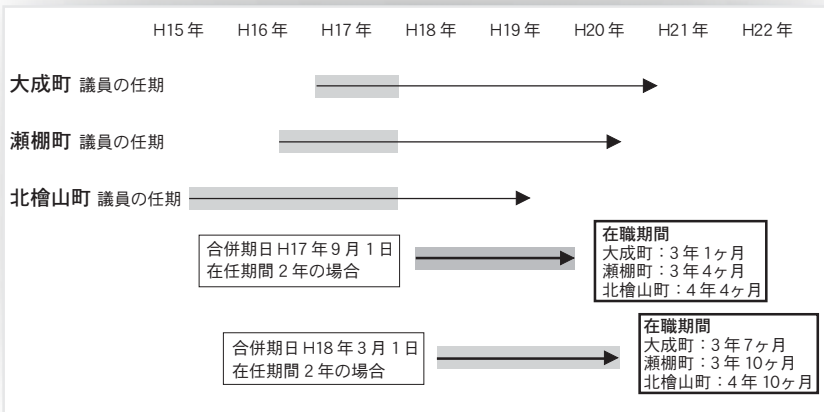 H15年 H16年 H17年 H18年 H19年 H20年 H21年 H22年
大成町 議員の任期
瀬棚町 議員の任期
北檜山町 議員の任期
合併期日H17年9月1日
在任期間2年の場合
在職期間
大成町：3年1ヶ月
瀬棚町：3年4ヶ月
北檜山町：4年4ヶ月
合併期日H18年3月1日
在任期間2年の場合
在職期間
大成町：3年7ヶ月
瀬棚町：3年10ヶ月
北檜山町：4年10ヶ月